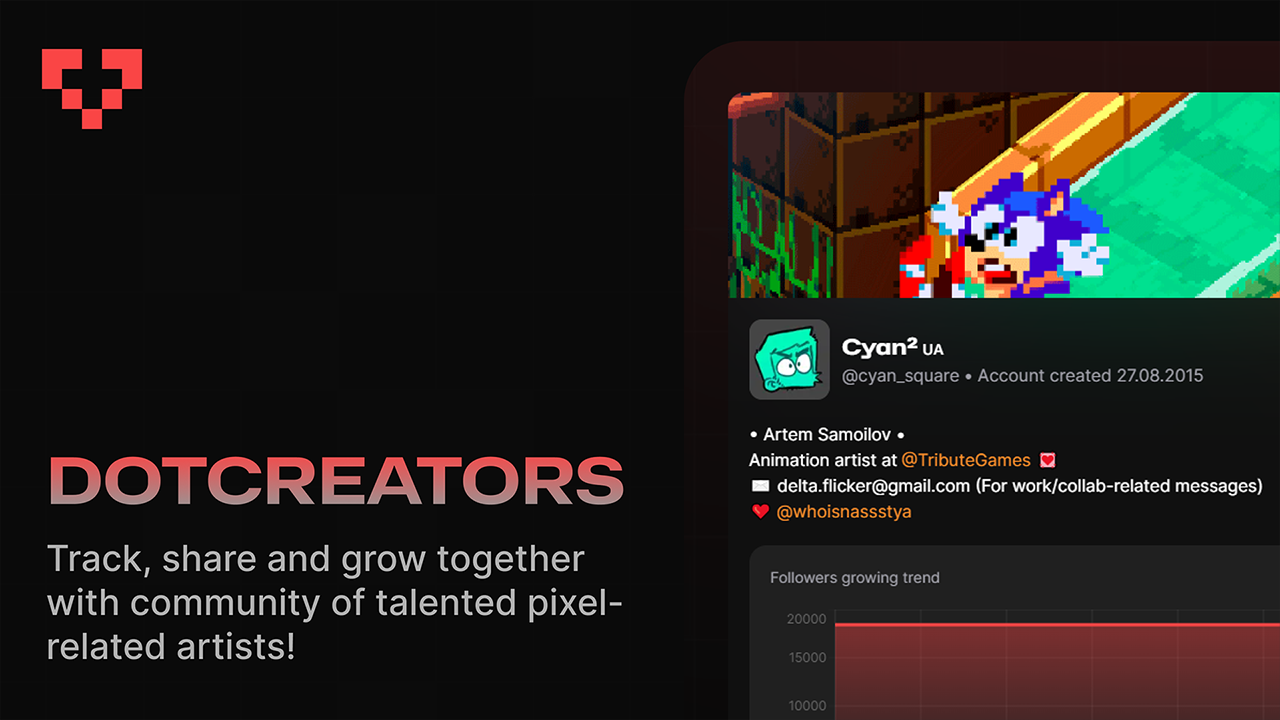 DOTCREATORS
Track, share and grow together
with community of talented pixel-
related artists!
Cyan² UA
@cyan_square • Account created 27.08.2015
• Artem Samoilov •
Animation artist at @TributeGames 💟
✉️ delta.flicker@gmail.com (For work/collab-related messages)
❤️ @whoisnassstya
Followers growing trend
20000
15000
10000